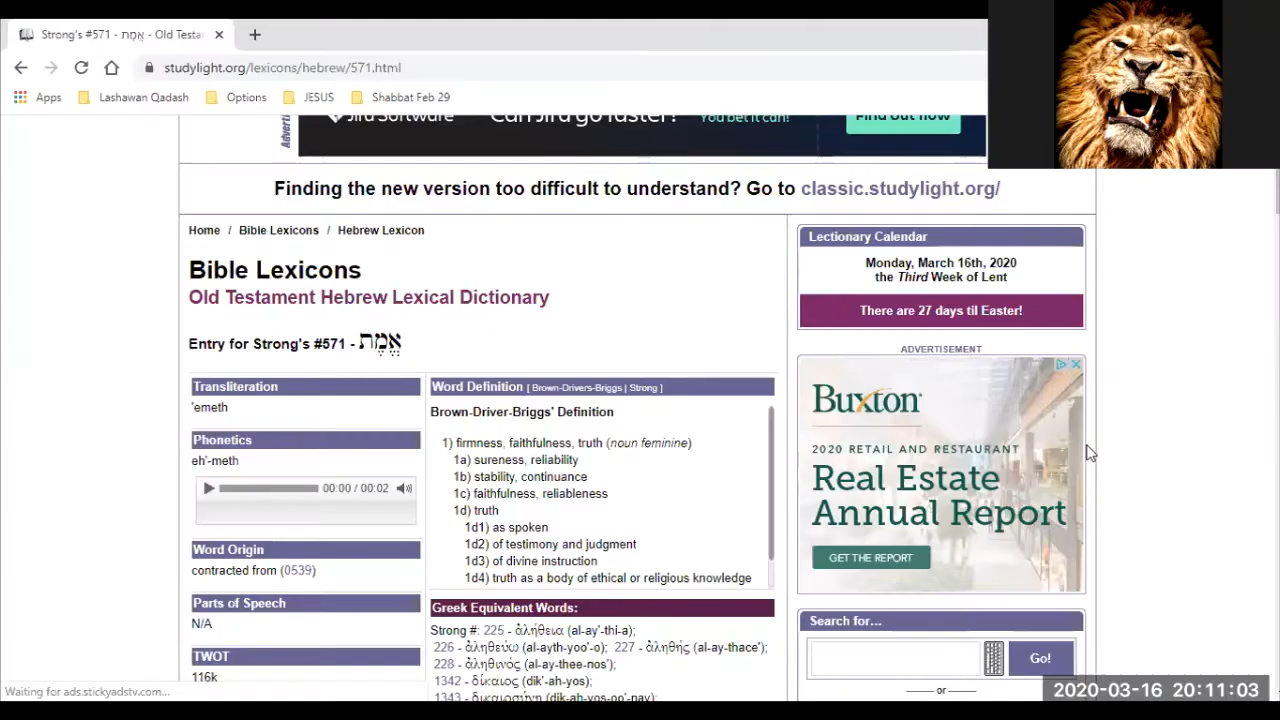 Strong's #571 - אֱמֶת - Old Testa
studylight.org/lexicons/hebrew/571.html
Apps
Lashawan Qadash
Options
JESUS
Shabbat Feb 29
Jira Software
Can Jira go faster?
You bet it can!
Find out now
Finding the new version too difficult to understand? Go to classic.studylight.org/
Home / Bible Lexicons / Hebrew Lexicon
Bible Lexicons
Old Testament Hebrew Lexical Dictionary
Entry for Strong's #571 - אֱמֶת
Transliteration
'emeth
Phonetics
eh'-meth
00:00 / 00:02
Word Origin
contracted from (0539)
Parts of Speech
N/A
TWOT
116k
Word Definition [ Brown-Drivers-Briggs | Strong ]
Brown-Driver-Briggs' Definition
1) firmness, faithfulness, truth (noun feminine)
1a) sureness, reliability
1b) stability, continuance
1c) faithfulness, reliableness
1d) truth
1d1) as spoken
1d2) of testimony and judgment
1d3) of divine instruction
1d4) truth as a body of ethical or religious knowledge
Greek Equivalent Words:
Strong #: 225 - ἀλήθεια (al-ay'-thi-a);
226 - ἀληθεύω (al-ayth-yoo'-o); 227 - ἀληθής (al-ay-thace');
228 - ἀληθινός (al-ay-thee-nos');
1342 - δίκαιος (dik'-ah-yos);
1343 - δικαιοσύνη (dik-ah-yos-oo'-nay);
Lectionary Calendar
Monday, March 16th, 2020
the Third Week of Lent
There are 27 days til Easter!
ADVERTISEMENT
Buxton
2020 RETAIL AND RESTAURANT
Real Estate
Annual Report
GET THE REPORT
Search for...
Go!
or
Waiting for ads.stickyadstv.com...
2020-03-16 20:11:03